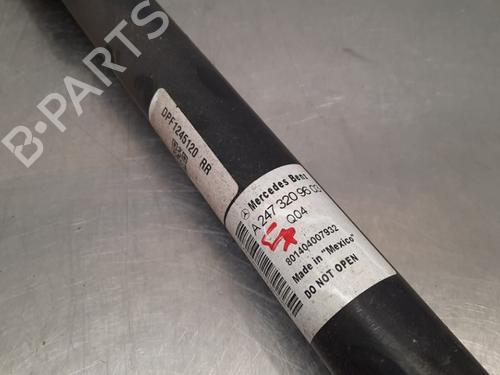 B-PARTS
DPF1245120 RR
Mercedes Benz
A 247 320 96 03
Q04
801404007932
Made in "Mexico"
DO NOT OPEN